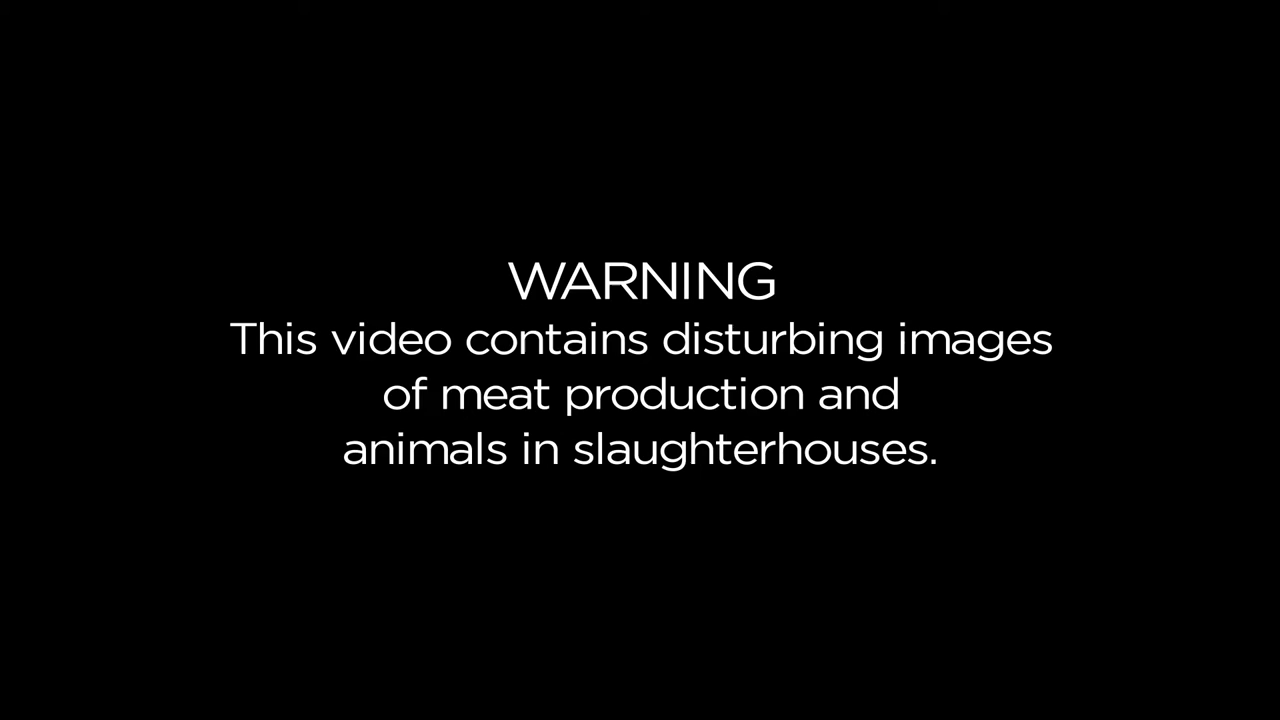 WARNING
This video contains disturbing images
of meat production and
animals in slaughterhouses.